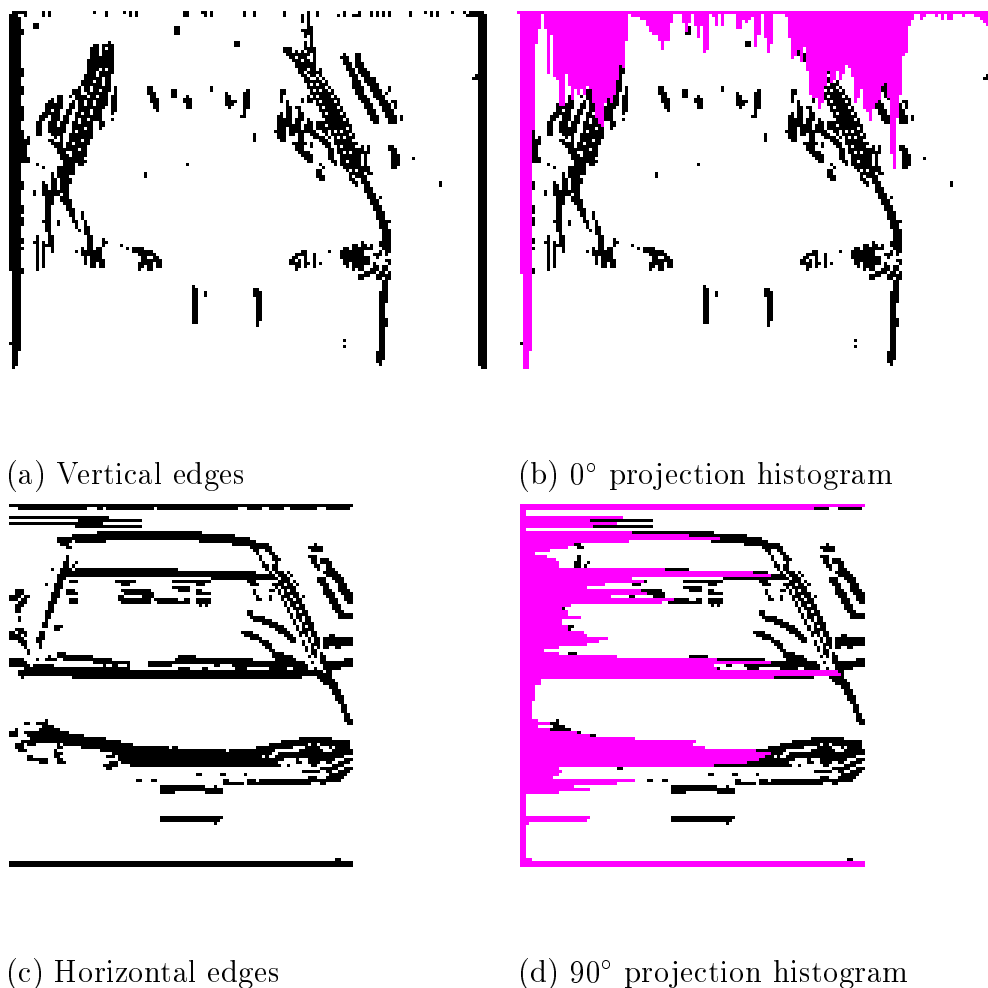 (a) Vertical edges
(b) 0° projection histogram
(c) Horizontal edges
(d) 90° projection histogram